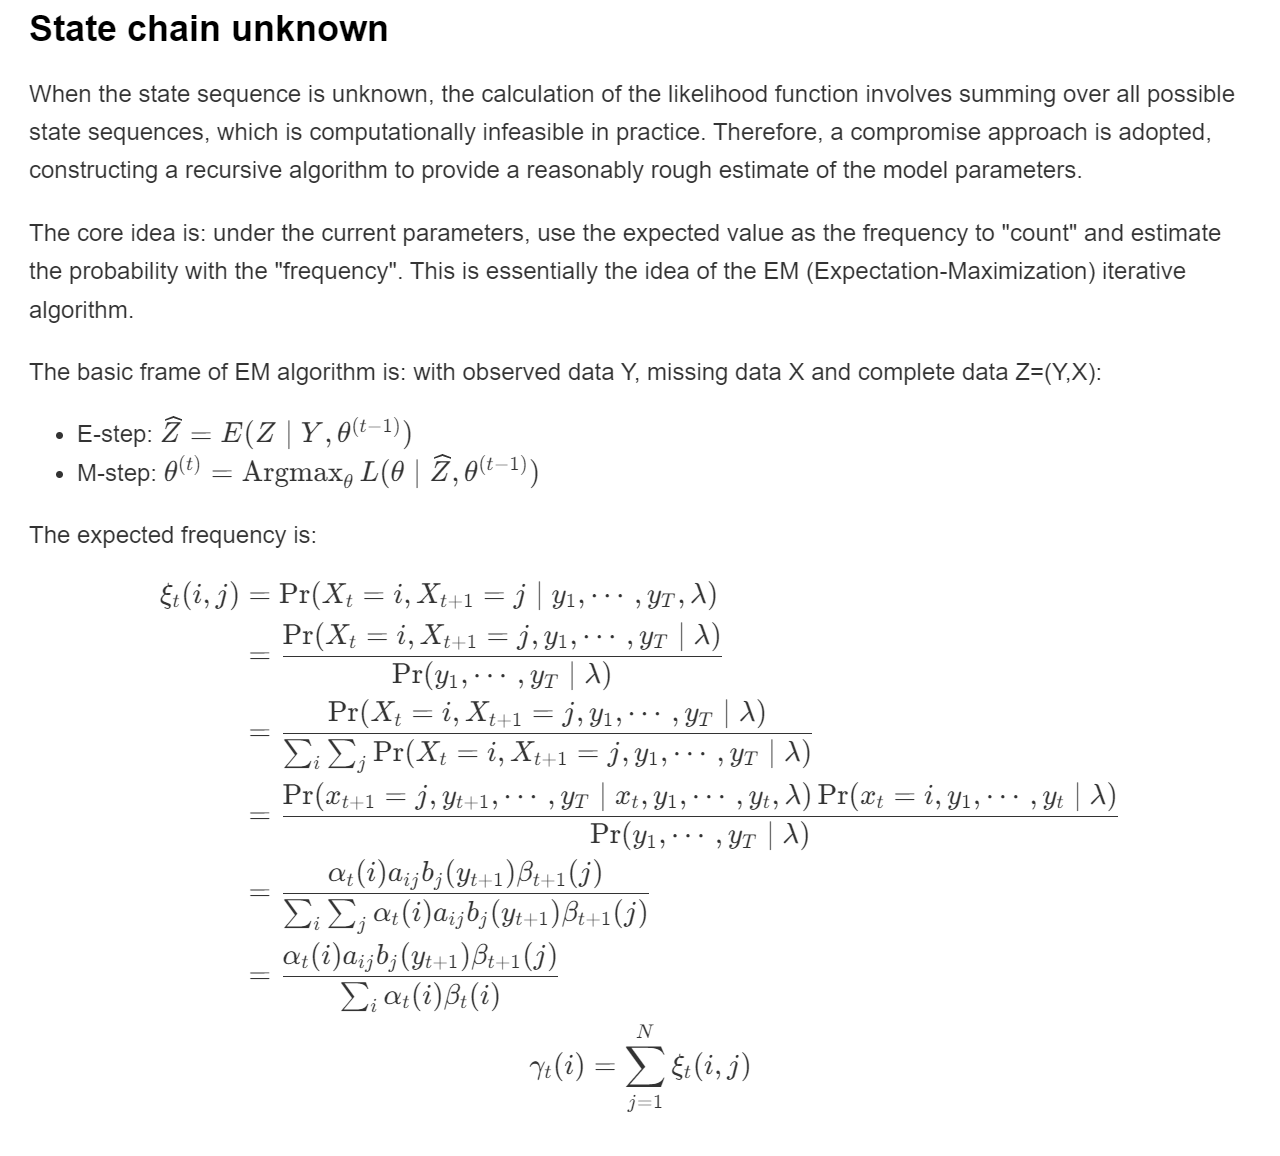 State chain unknown
When the state sequence is unknown, the calculation of the likelihood function involves summing over all possible
state sequences, which is computationally infeasible in practice. Therefore, a compromise approach is adopted,
constructing a recursive algorithm to provide a reasonably rough estimate of the model parameters.
The core idea is: under the current parameters, use the expected value as the frequency to "count" and estimate
the probability with the "frequency". This is essentially the idea of the EM (Expectation-Maximization) iterative
algorithm.
The basic frame of EM algorithm is: with observed data Y, missing data X and complete data Z=(Y,X):
• E-step: $\widehat{Z} = E(Z \mid Y, \theta^{(t-1)})$
• M-step: $\theta^{(t)} = \operatorname{Argmax}_{\theta} L(\theta \mid \widehat{Z}, \theta^{(t-1)})$
The expected frequency is:
$\xi_t(i,j) = \Pr(X_t = i, X_{t+1} = j \mid y_1, \cdots, y_T, \lambda)$
$= \frac{\Pr(X_t = i, X_{t+1} = j, y_1, \cdots, y_T \mid \lambda)}{\Pr(y_1, \cdots, y_T \mid \lambda)}$
$= \frac{\Pr(X_t = i, X_{t+1} = j, y_1, \cdots, y_T \mid \lambda)}{\sum_i \sum_j \Pr(X_t = i, X_{t+1} = j, y_1, \cdots, y_T \mid \lambda)}$
$= \frac{\Pr(x_{t+1} = j, y_{t+1}, \cdots, y_T \mid x_t, y_1, \cdots, y_t, \lambda) \Pr(x_t = i, y_1, \cdots, y_t \mid \lambda)}{\Pr(y_1, \cdots, y_T \mid \lambda)}$
$= \frac{\alpha_t(i) a_{ij} b_j(y_{t+1}) \beta_{t+1}(j)}{\sum_i \sum_j \alpha_t(i) a_{ij} b_j(y_{t+1}) \beta_{t+1}(j)}$
$= \frac{\alpha_t(i) a_{ij} b_j(y_{t+1}) \beta_{t+1}(j)}{\sum_i \alpha_t(i) \beta_t(i)}$
$\gamma_t(i) = \sum_{j=1}^{N} \xi_t(i,j)$